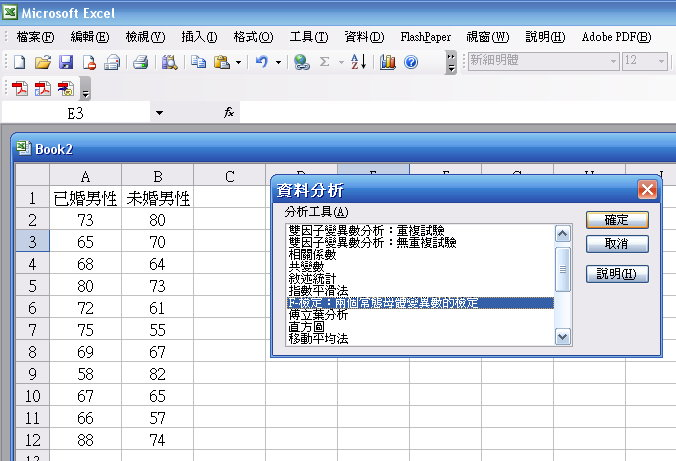 Microsoft Excel
檔案(F) 編輯(E) 檢視(V) 插入(I) 格式(O) 工具(T) 資料(D) FlashPaper 視窗(W) 說明(H) Adobe PDF(B)
新細明體 12
E3 fx
Book2
A B C D E F G H I
1 已婚男性 未婚男性
2 73 80
3 65 70
4 68 64
5 80 73
6 72 61
7 75 55
8 69 67
9 58 82
10 67 65
11 66 57
12 88 74
資料分析
分析工具(A)
雙因子變異數分析：重複試驗
雙因子變異數分析：無重複試驗
相關係數
共變數
敘述統計
指數平滑法
F-檢定：兩個常態母體變異數的檢定
傅立葉分析
直方圖
移動平均法
確定
取消
說明(H)